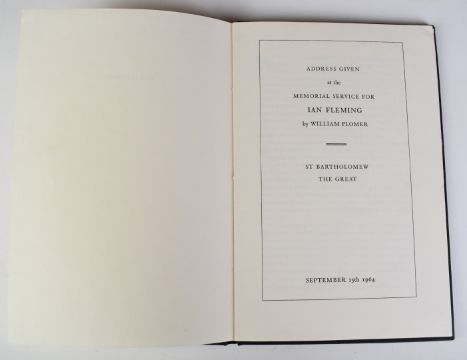 ADDRESS GIVEN
at the
MEMORIAL SERVICE FOR
IAN FLEMING
by WILLIAM PLOMER
ST BARTHOLOMEW
THE GREAT
SEPTEMBER 15th 1964